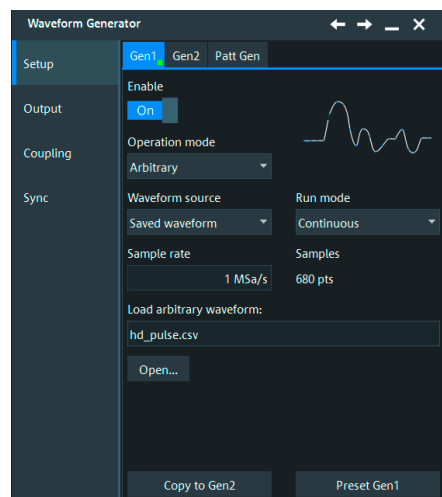 Waveform Generator
Setup
Output
Coupling
Sync
Gen1 Gen2 Patt Gen
Enable
On
Operation mode
Arbitrary
Waveform source Run mode
Saved waveform Continuous
Sample rate Samples
1 MSa/s 680 pts
Load arbitrary waveform:
hd_pulse.csv
Open...
Copy to Gen2 Preset Gen1